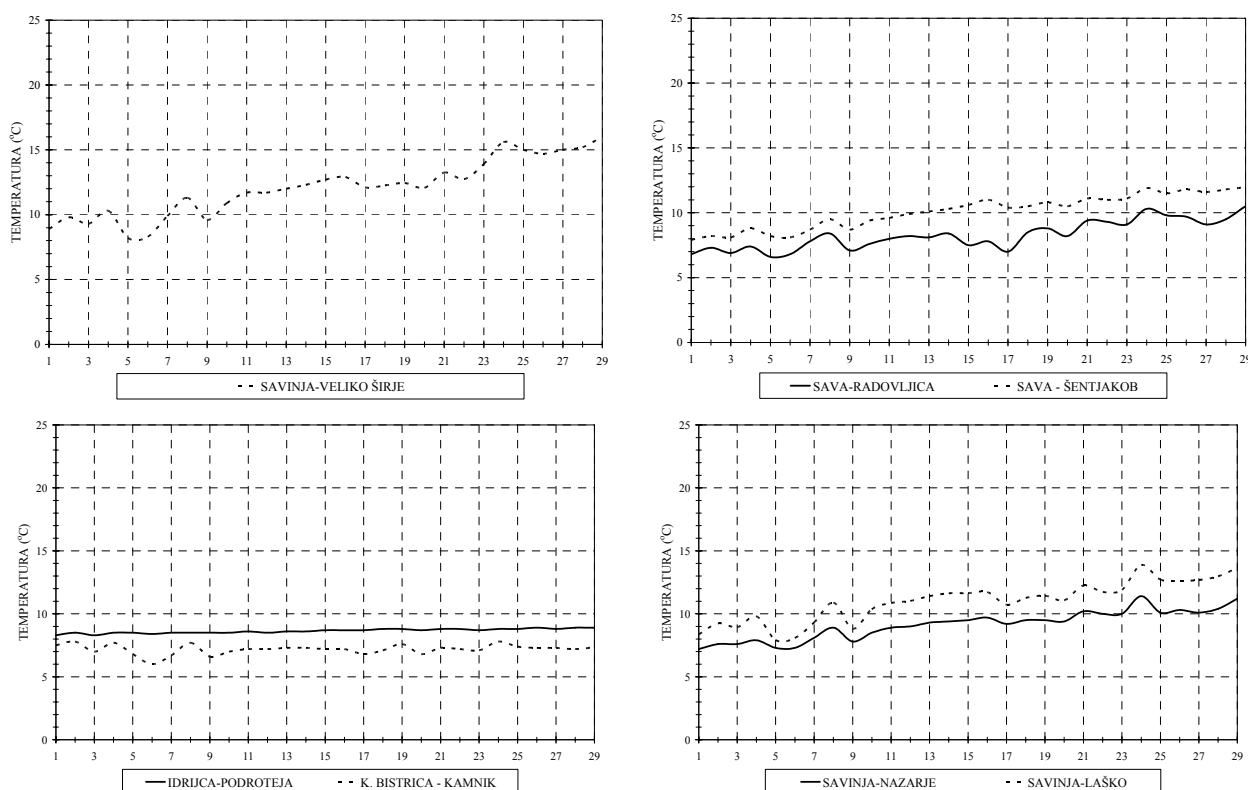 25
20
15
10
5
0
TEMPERATURA (°C)
1 3 5 7 9 11 13 15 17 19 21 23 25 27 29
SAVINJA-VELIKO ŠIRJE
25
20
15
10
5
0
TEMPERATURA (°C)
1 3 5 7 9 11 13 15 17 19 21 23 25 27 29
SAVA-RADOVLJICA SAVA - ŠENTJAKOB
25
20
15
10
5
0
TEMPERATURA (°C)
1 3 5 7 9 11 13 15 17 19 21 23 25 27 29
IDRIJCA-PODROTEJA K. BISTRICA - KAMNIK
25
20
15
10
5
0
TEMPERATURA (°C)
1 3 5 7 9 11 13 15 17 19 21 23 25 27 29
SAVINJA-NAZARJE SAVINJA-LAŠKO